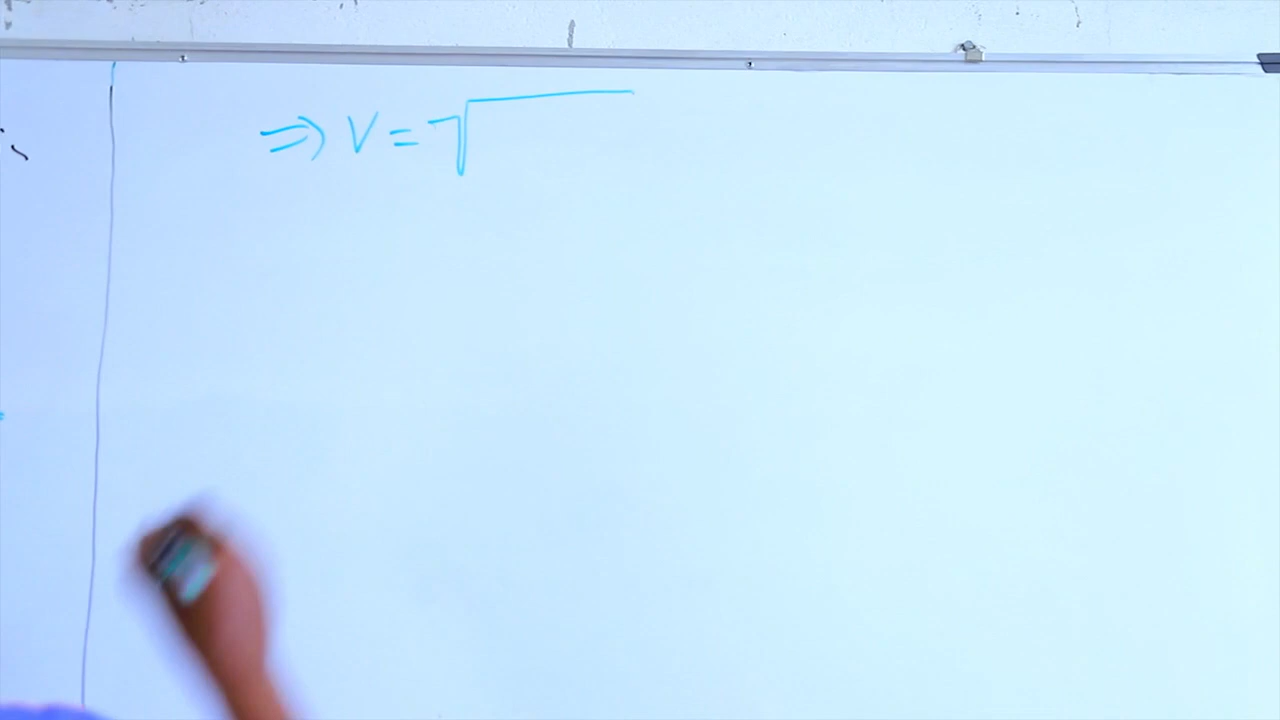 ⇒ V = √